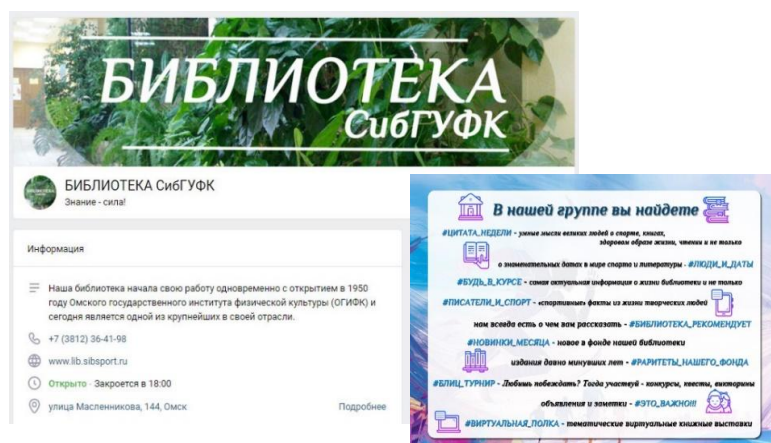 БИБЛИОТЕКА
СибГУФК
БИБЛИОТЕКА СибГУФК
Знание - сила!
Информация
Наша библиотека начала свою работу одновременно с открытием в 1950
году Омского государственного института физической культуры (ОГИФК) и
сегодня является одной из крупнейших в своей отрасли.
+7 (3812) 36-41-98
www.lib.sibsport.ru
Открыто · Закроется в 18:00
улица Масленникова, 144, Омск
Подробнее
В нашей группе вы найдете
#ЦИТАТА_НЕДЕЛИ - умные мысли великих людей о спорте, книгах,
здоровом образе жизни, чтении и не только
о знаменательных датах в мире спорта и литературы - #ЛЮДИ_И_ДАТЫ
#БУДЬ_В_КУРСЕ - самая актуальная информация о жизни библиотеки и не только
#ПИСАТЕЛИ_И_СПОРТ - «спортивные» факты из жизни творческих людей
нам всегда есть о чем вам рассказать - #БИБЛИОТЕКА_РЕКОМЕНДУЕТ
#НОВИНКИ_МЕСЯЦА - новое в фонде нашей библиотеки
издания давно минувших лет - #РАРИТЕТЫ_НАШЕГО_ФОНДА
#БЛИЦ_ТУРНИР - Любишь побеждать? Тогда участвуй - конкурсы, квесты, викторины
объявления и заметки - #ЭТО_ВАЖНО!!!
#ВИРТУАЛЬНАЯ_ПОЛКА - тематические виртуальные книжные выставки